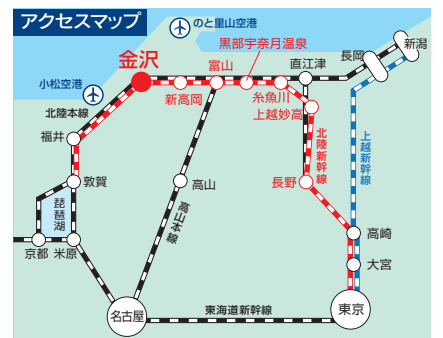 アクセスマップ
のと里山空港
黒部宇奈月温泉
新潟
長岡
小松空港
金沢
富山
直江津
新高岡
糸魚川
上越妙高
北陸本線
福井
北陸新幹線
上越新幹線
敦賀
高山
長野
琵琶湖
高山本線
高崎
京都
米原
大宮
名古屋
東海道新幹線
東京